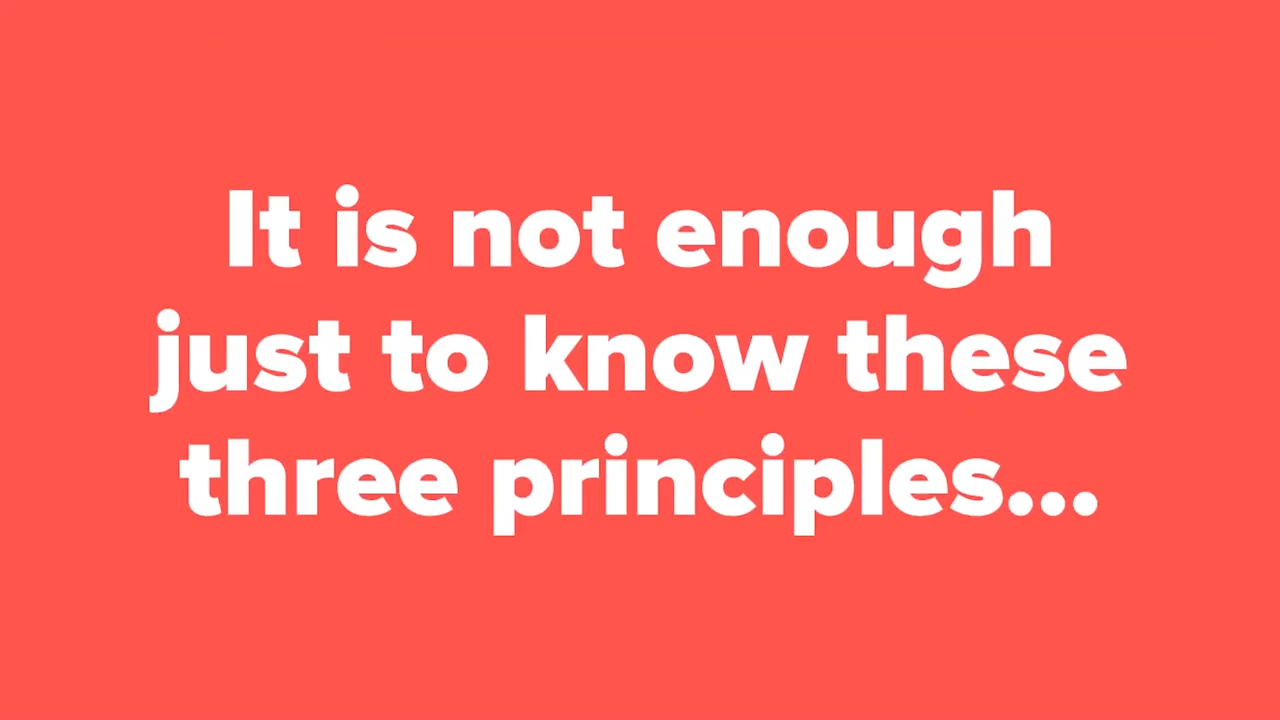 It is not enough
just to know these
three principles...